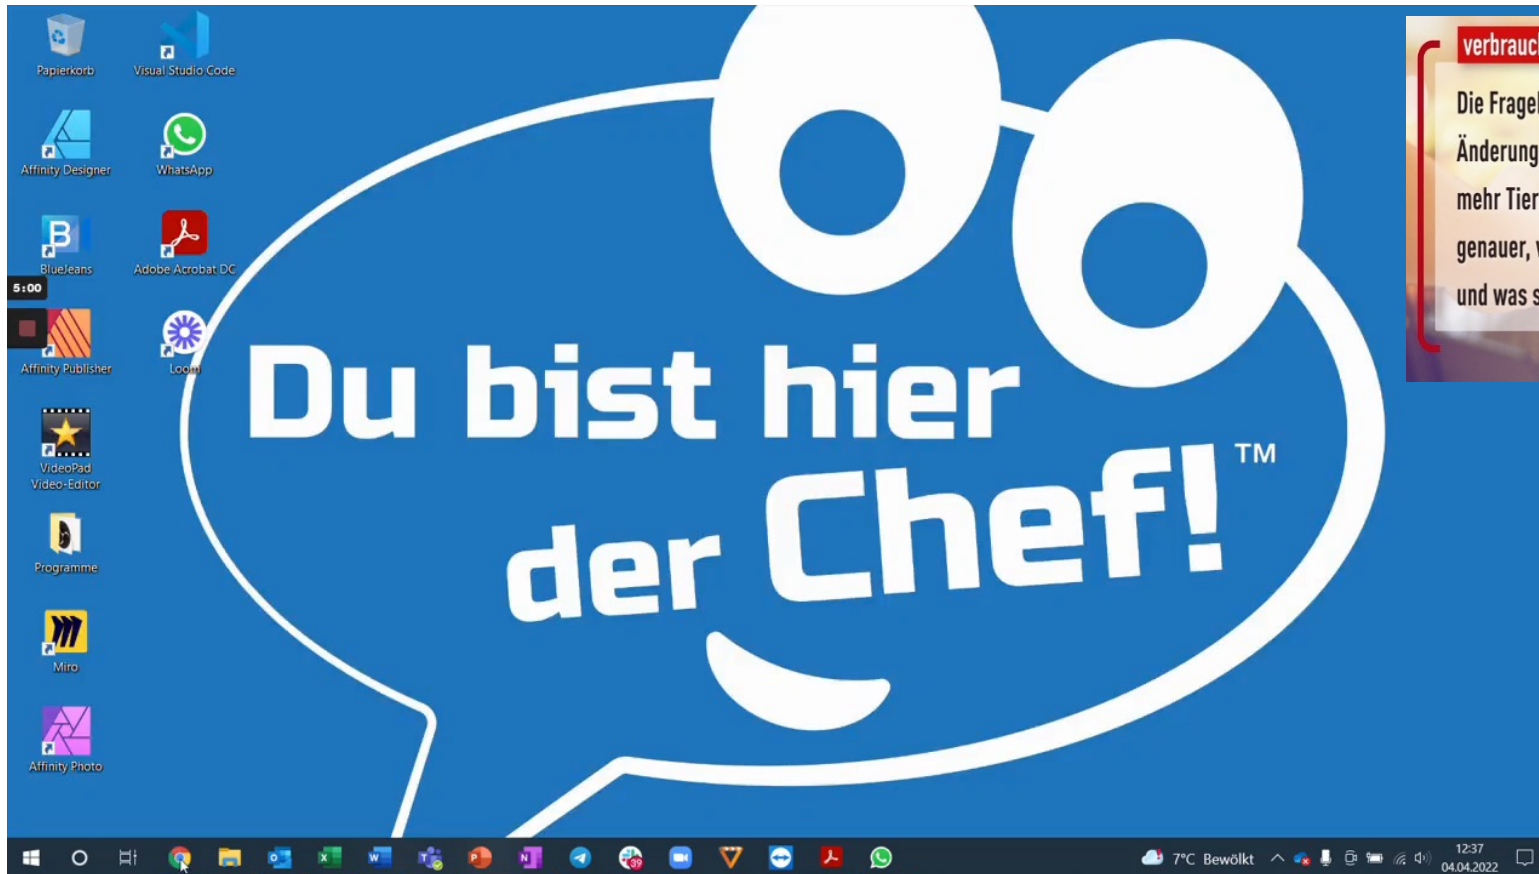 Papierkorb
Visual Studio Code
Affinity Designer
WhatsApp
BlueJeans
Adobe Acrobat DC
5:00
Affinity Publisher
Loom
VideoPad
Video-Editor
Programme
Miro
Affinity Photo
Du bist hier
der Chef!™
Die
Änderung
mehr
genauer,
und was
39
7°C Bewölkt
12:37
04.04.2022